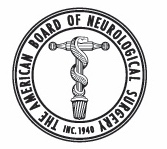 THE AMERICAN BOARD OF NEUROLOGICAL SURGERY
INC. 1940